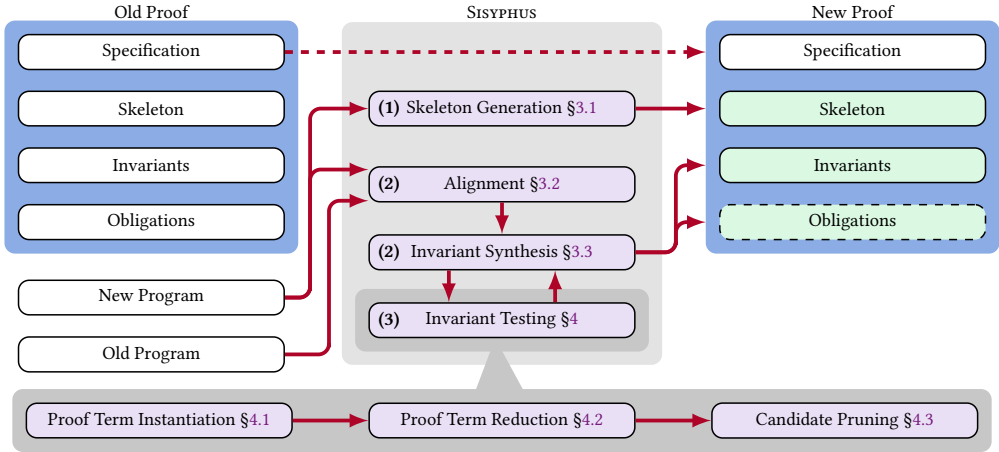 Old Proof
Specification
Skeleton
Invariants
Obligations
New Program
Old Program
SISYPHUS
(1) Skeleton Generation §3.1
(2) Alignment §3.2
(2) Invariant Synthesis §3.3
(3) Invariant Testing §4
New Proof
Specification
Skeleton
Invariants
Obligations
Proof Term Instantiation §4.1
Proof Term Reduction §4.2
Candidate Pruning §4.3